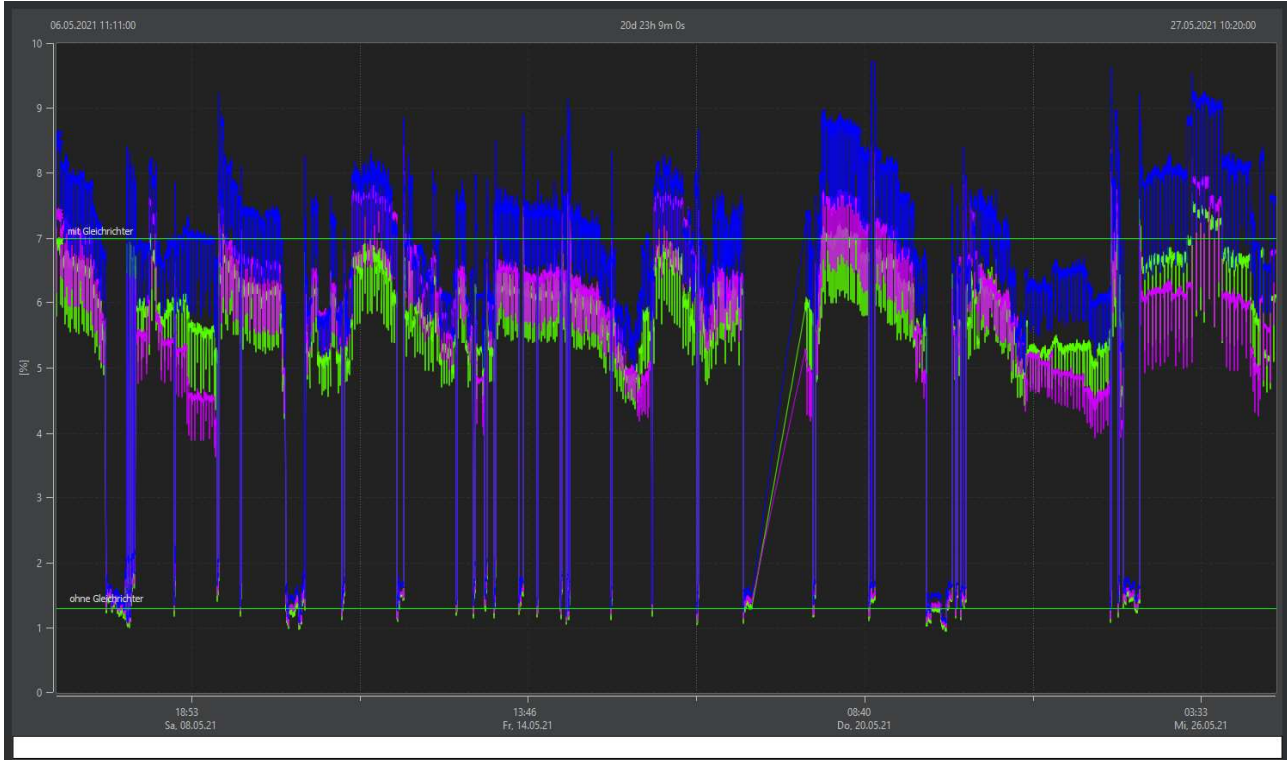 06.05.2021 11:11:00
20d 23h 9m 0s
27.05.2021 10:20:00
10
9
8
7
mit Gleichrichter
6
5
[%]
4
3
2
ohne Gleichrichter
1
0
18:53
Sa, 08.05.21
13:46
Fr, 14.05.21
08:40
Do, 20.05.21
03:33
Mi, 26.05.21